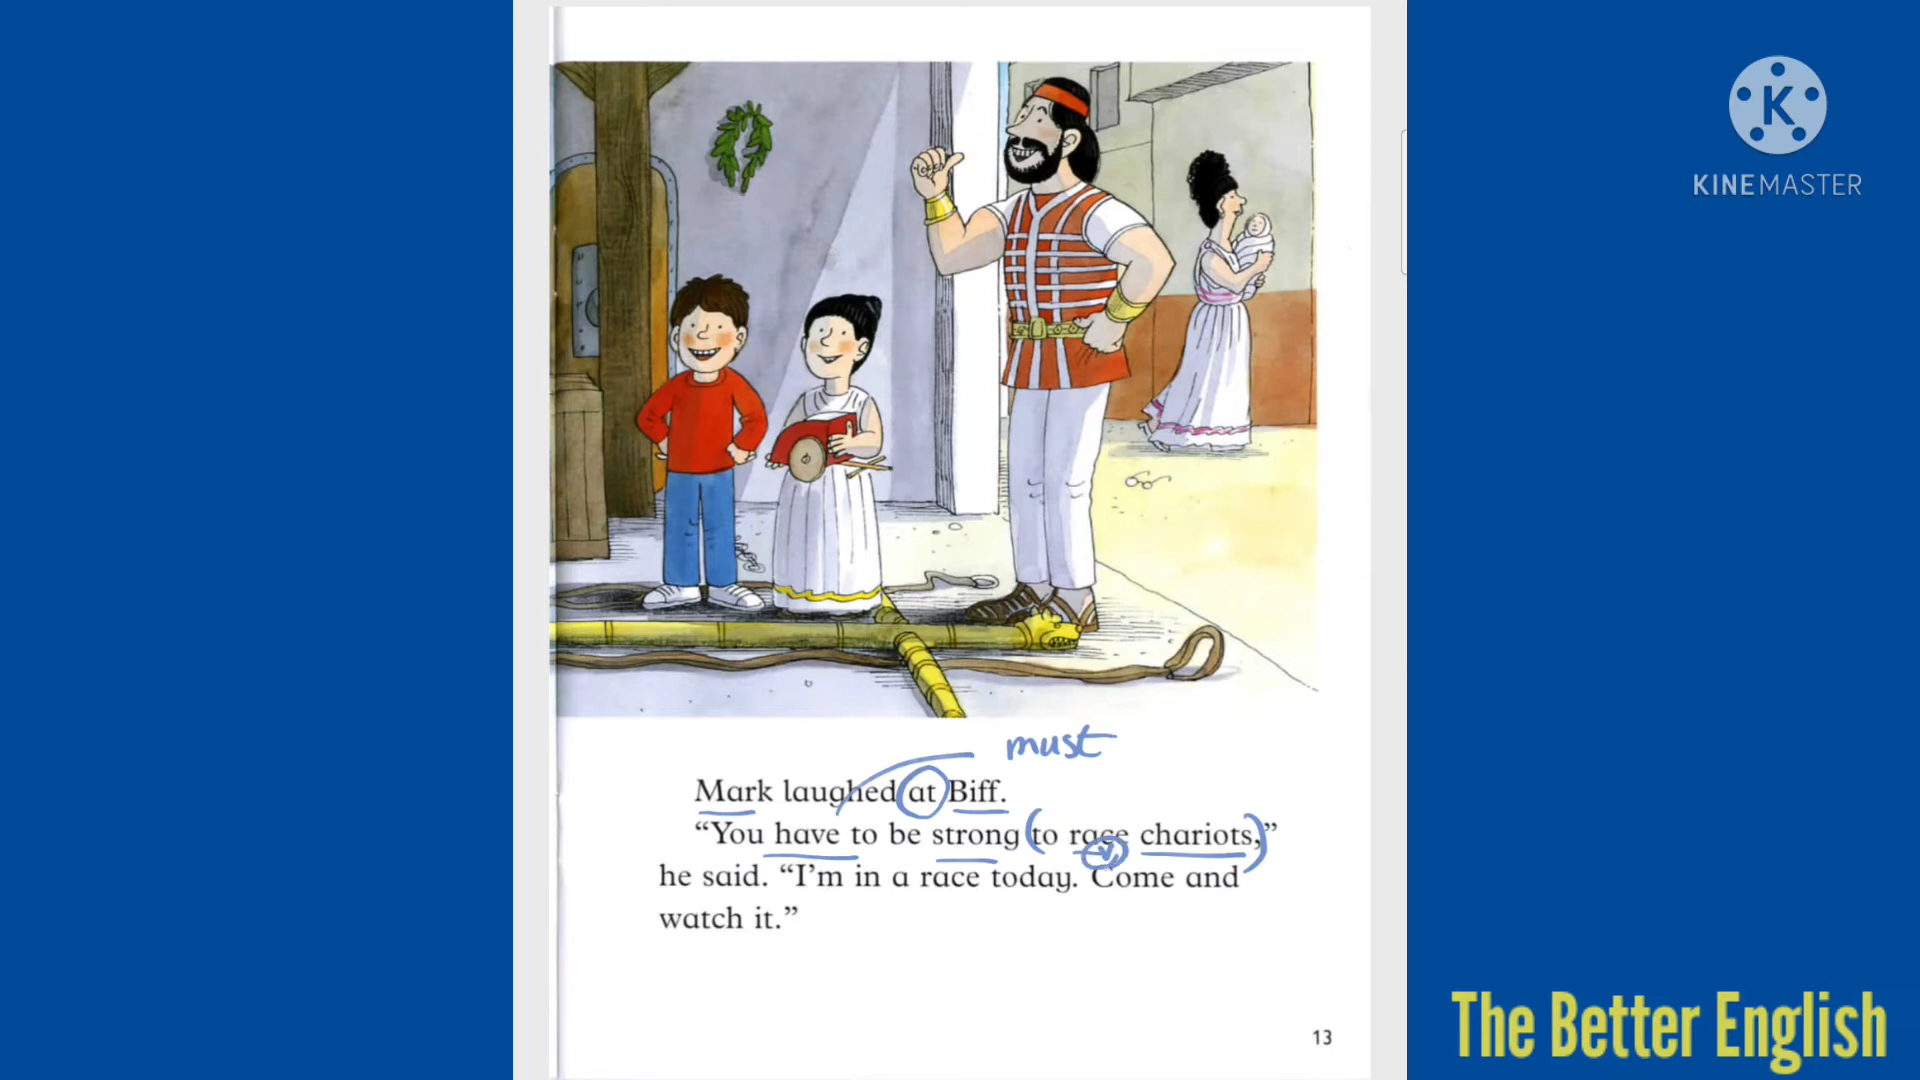 K
KINEMASTER
must
Mark laughed at Biff.
“You have to be strong (to race chariots,)”
v
he said. “I’m in a race today. Come and
watch it.”
13
The Better English